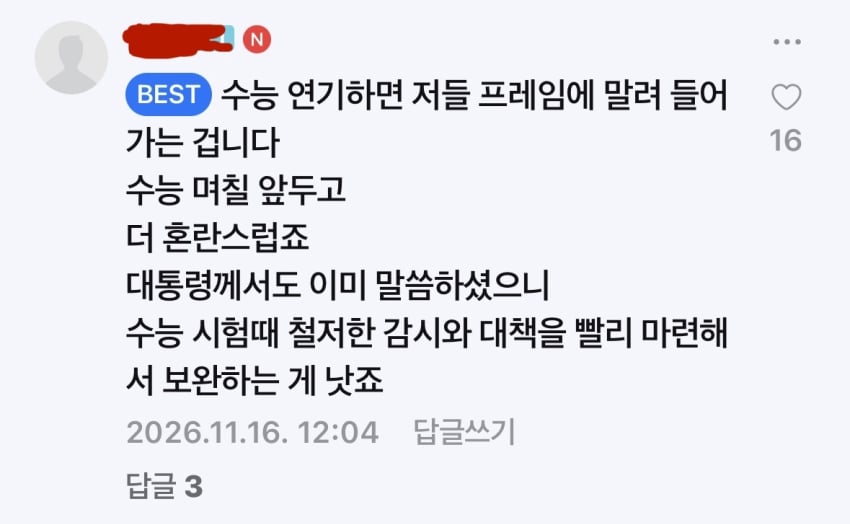 N
BEST 수능 연기하면 저들 프레임에 말려 들어
가는 겁니다
수능 며칠 앞두고
더 혼란스럽죠
대통령께서도 이미 말씀하셨으니
수능 시험때 철저한 감시와 대책을 빨리 마련해
서 보완하는 게 낫죠
16
2026.11.16. 12:04 답글쓰기
답글 3